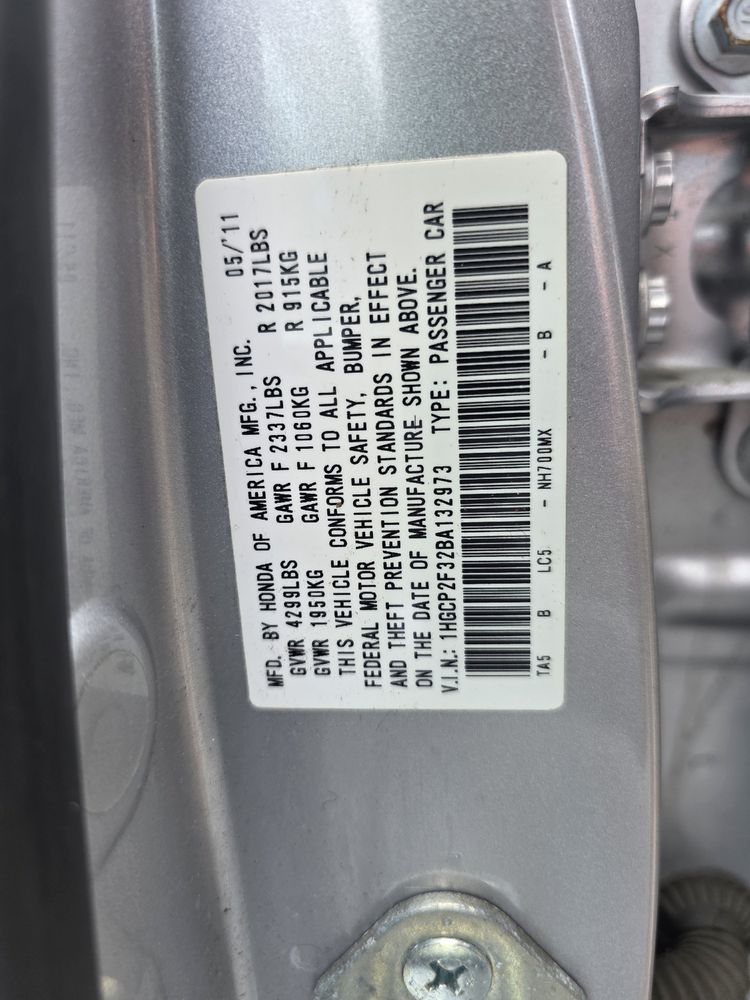 MFD. BY HONDA OF AMERICA MFG., INC. 05/'11
GVWR 4299LBS GAWR F 2337LBS R 2017LBS
GVWR 1950KG GAWR F 1060KG R 915KG
THIS VEHICLE CONFORMS TO ALL APPLICABLE
FEDERAL MOTOR VEHICLE SAFETY, BUMPER,
AND THEFT PREVENTION STANDARDS IN EFFECT
ON THE DATE OF MANUFACTURE SHOWN ABOVE.
V.I.N.: 1HGCP2F32BA132973 TYPE: PASSENGER CAR
TA5 B LC5 - NH700MX - B - A